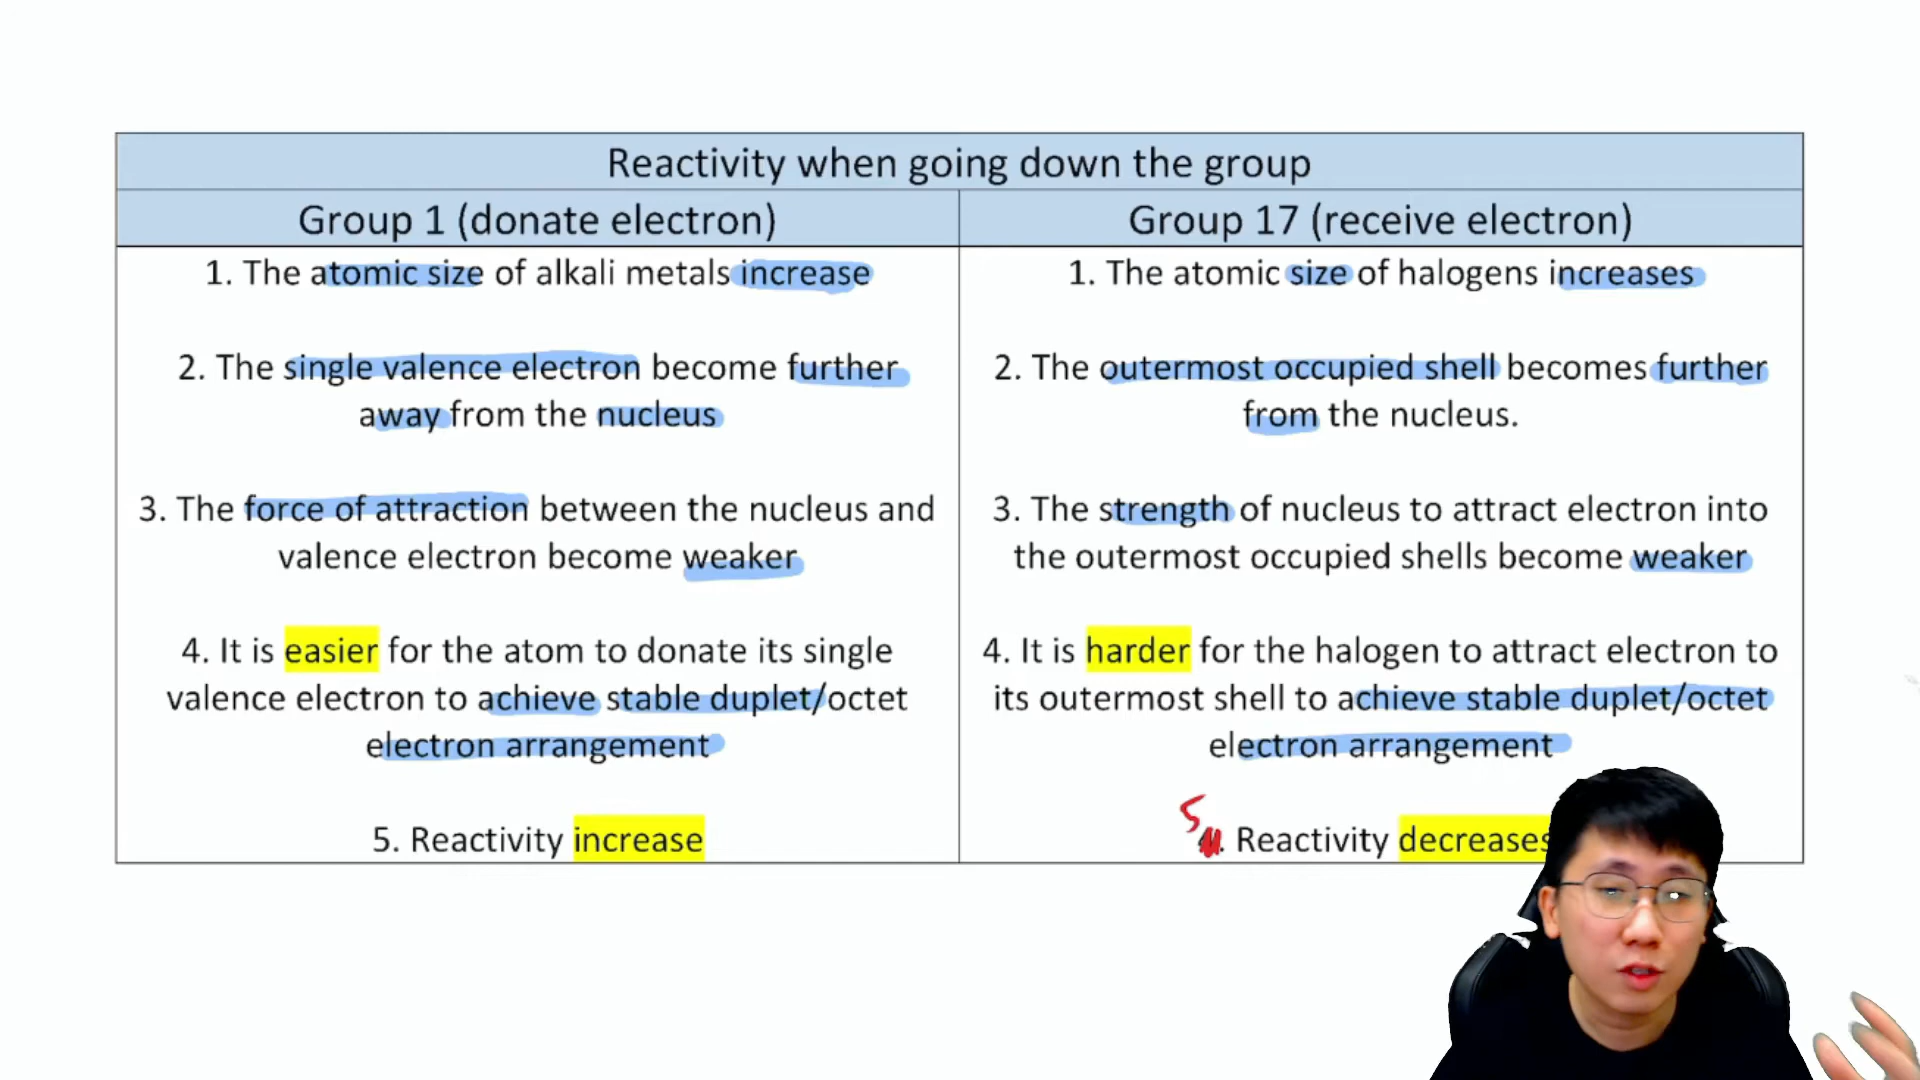 Reactivity when going down the group
Group 1 (donate electron)
1. The atomic size of alkali metals increase
2. The single valence electron become further
away from the nucleus
3. The force of attraction between the nucleus and
valence electron become weaker
4. It is easier for the atom to donate its single
valence electron to achieve stable duplet/octet
electron arrangement
5. Reactivity increase
Group 17 (receive electron)
1. The atomic size of halogens increases
2. The outermost occupied shell becomes further
from the nucleus.
3. The strength of nucleus to attract electron into
the outermost occupied shells become weaker
4. It is harder for the halogen to attract electron to
its outermost shell to achieve stable duplet/octet
electron arrangement
5. Reactivity decreases